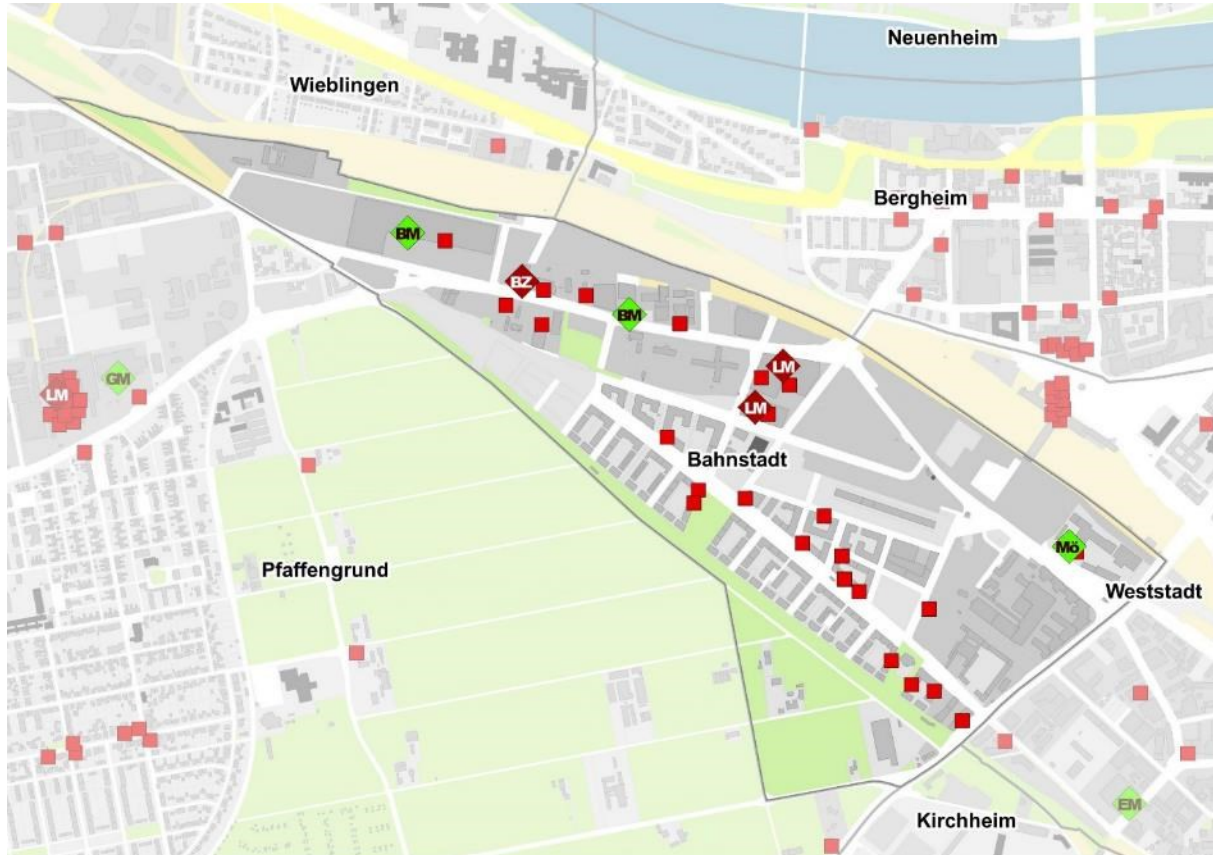 Neuenheim
Wieblingen
Bergheim
BM
BZ
BM
LM
GM
LM
LM
Bahnstadt
Mö
Pfaffengrund
Weststadt
EM
Kirchheim